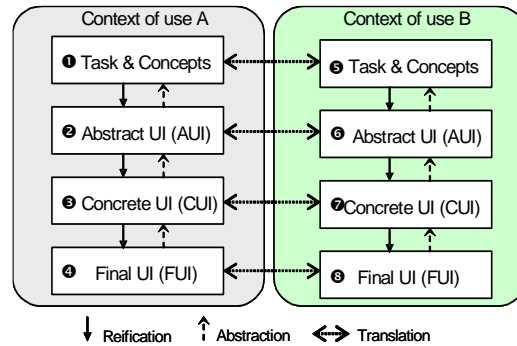 Context of use A
Context of use B
❶ Task & Concepts
❺ Task & Concepts
❷ Abstract UI (AUI)
❻ Abstract UI (AUI)
❸ Concrete UI (CUI)
❼Concrete UI (CUI)
❹ Final UI (FUI)
❽ Final UI (FUI)
Reification
Abstraction
Translation